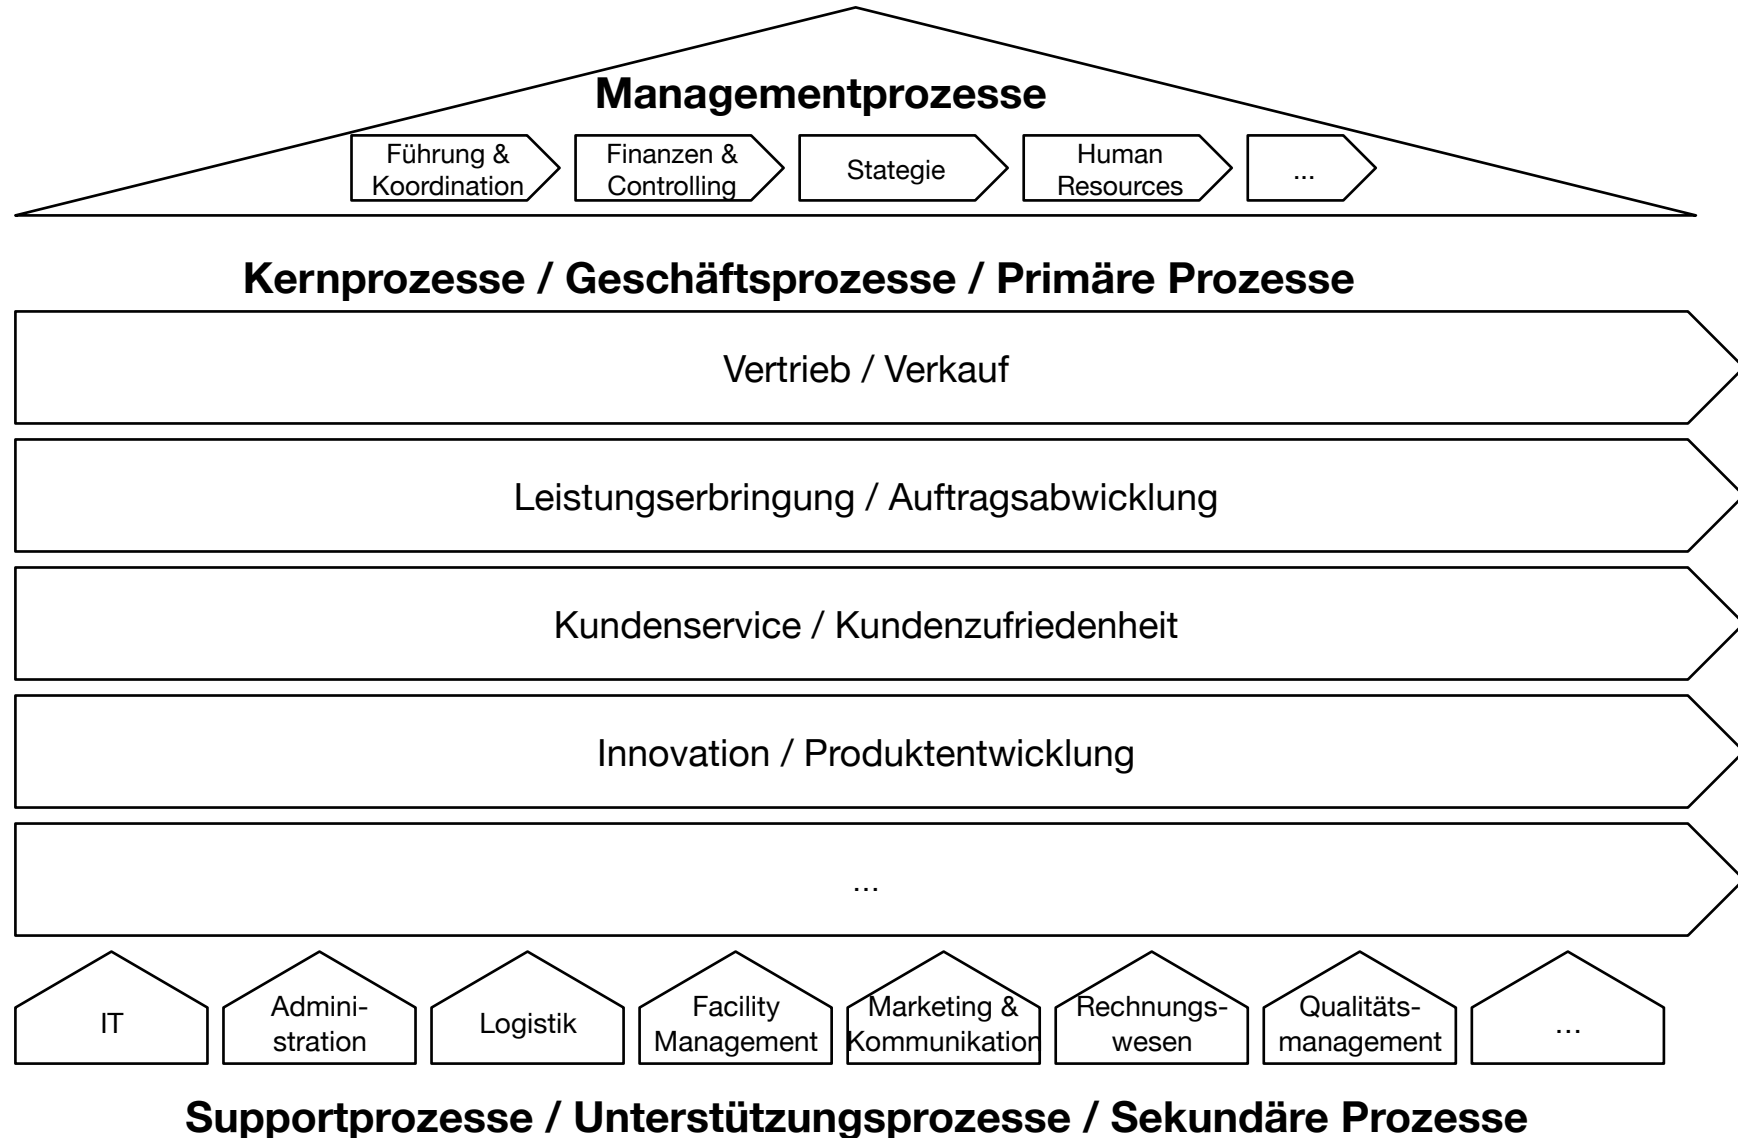 Managementprozesse
Führung &
Koordination
Finanzen &
Controlling
Stategie
Human
Resources
...
Kernprozesse / Geschäftsprozesse / Primäre Prozesse
Vertrieb / Verkauf
Leistungserbringung / Auftragsabwicklung
Kundenservice / Kundenzufriedenheit
Innovation / Produktentwicklung
...
IT
Admini-
stration
Logistik
Facility
Management
Marketing &
Kommunikation
Rechnungs-
wesen
Qualitäts-
management
...
Supportprozesse / Unterstützungsprozesse / Sekundäre Prozesse